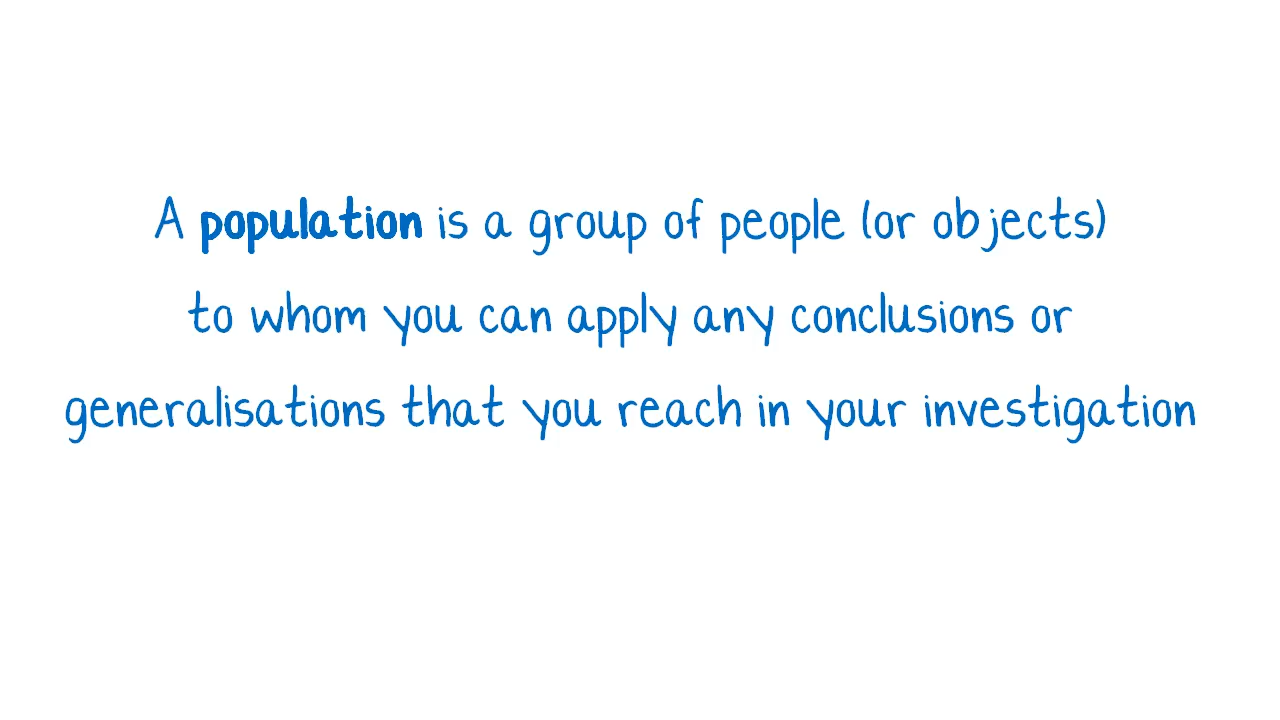 A population is a group of people (or objects)
to whom you can apply any conclusions or
generalisations that you reach in your investigation